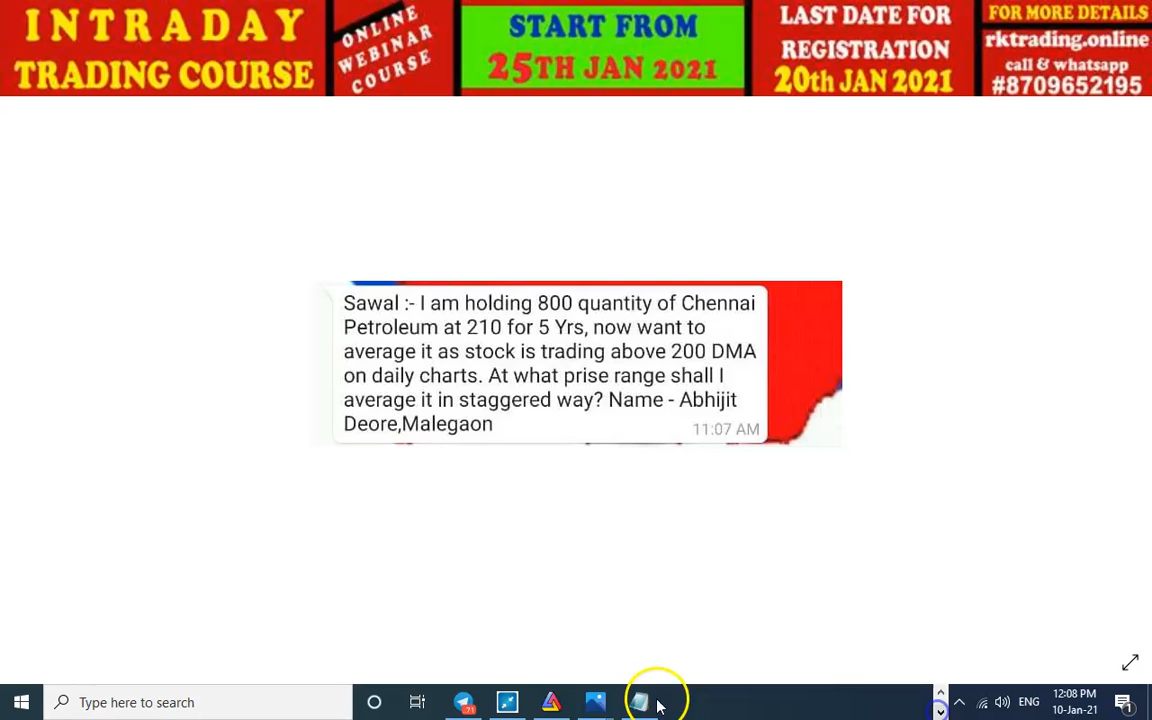 INTRADAY
TRADING COURSE
ONLINE
WEBINAR
COURSE
START FROM
25TH JAN 2021
LAST DATE FOR
REGISTRATION
20th JAN 2021
FOR MORE DETAILS
rktrading.online
call & whatsapp
#8709652195
Sawal :- I am holding 800 quantity of Chennai
Petroleum at 210 for 5 Yrs, now want to
average it as stock is trading above 200 DMA
on daily charts. At what prise range shall I
average it in staggered way? Name - Abhijit
Deore,Malegaon
11:07 AM
Type here to search
71
ENG
12:08 PM
10-Jan-21
1